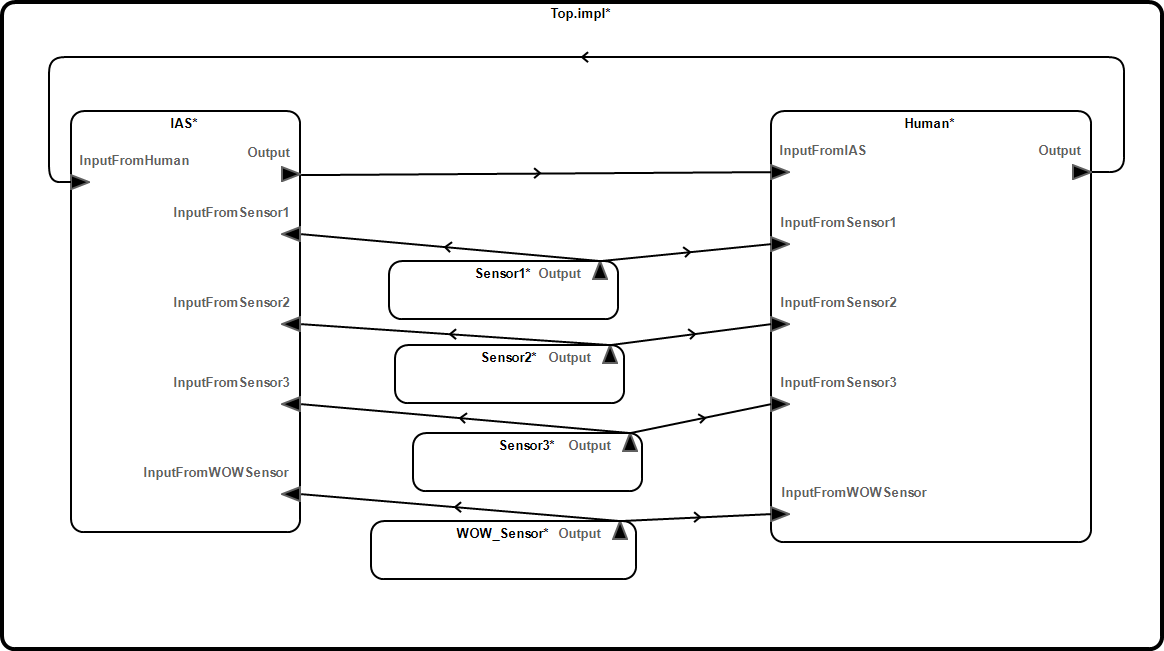 Top.impl*
IAS*
InputFromHuman
Output
InputFromSensor1
InputFromSensor2
InputFromSensor3
InputFromWOWSensor
Human*
InputFromIAS
Output
InputFromSensor1
InputFromSensor2
InputFromSensor3
InputFromWOWSensor
Sensor1* Output
Sensor2* Output
Sensor3* Output
WOW_Sensor* Output